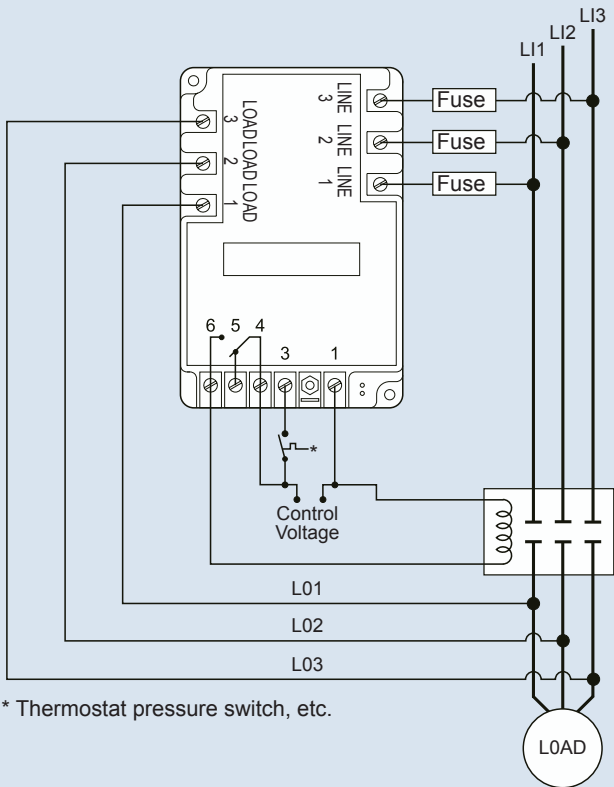 LI3
LI2
LI1
LINE 3
LINE 2
LINE 1
Fuse
Fuse
Fuse
LOAD 3
LOAD 2
LOAD 1
6 5 4 3 1
*
Control
Voltage
L01
L02
L03
* Thermostat pressure switch, etc.
L0AD